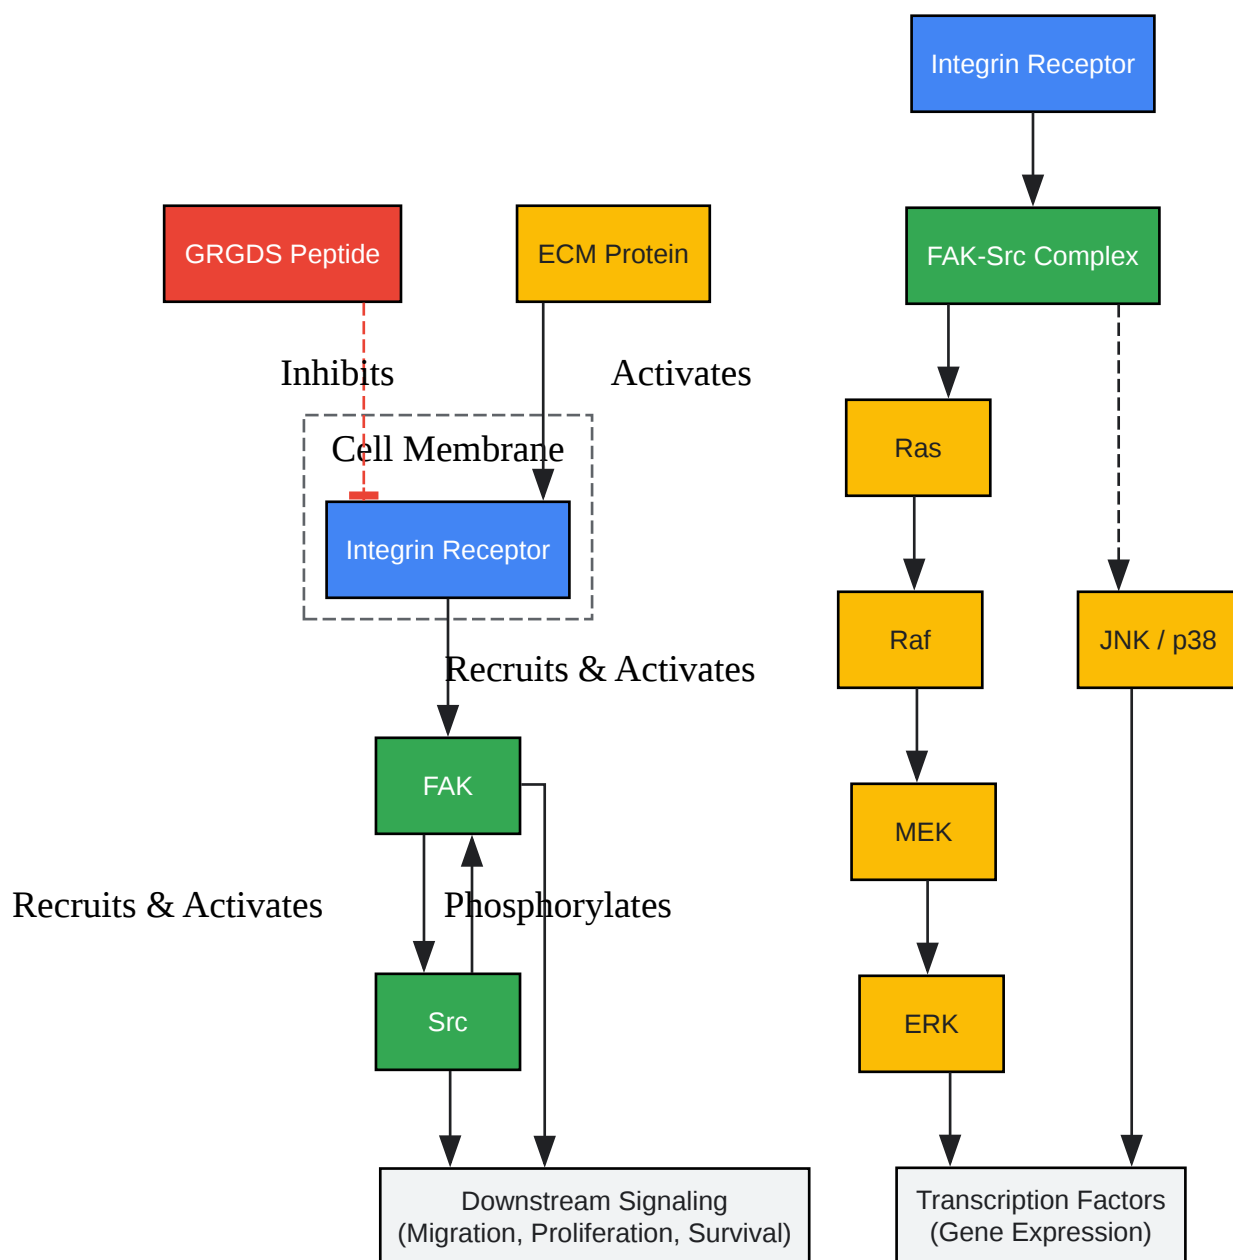 Integrin Receptor
GRGDS Peptide
ECM Protein
FAK-Src Complex
Inhibits
Activates
Cell Membrane
Ras
Integrin Receptor
Raf
JNK / p38
Recruits & Activates
FAK
MEK
Recruits & Activates
Phosphorylates
Src
ERK
Downstream Signaling
(Migration, Proliferation, Survival)
Transcription Factors
(Gene Expression)